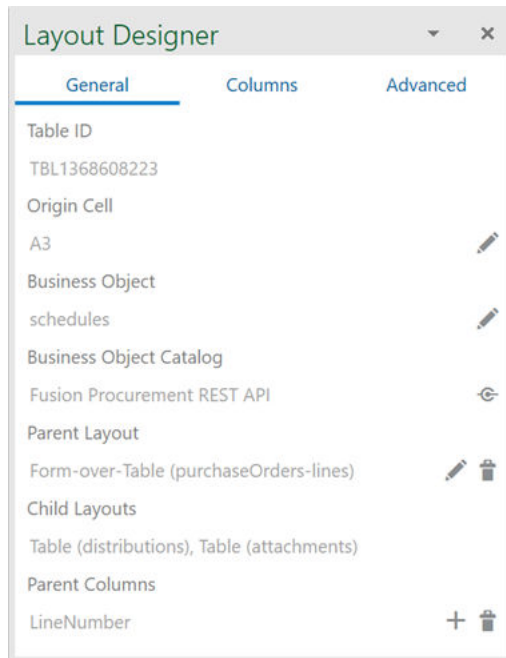 Layout Designer
General Columns Advanced
Table ID
TBL1368608223
Origin Cell
A3
Business Object
schedules
Business Object Catalog
Fusion Procurement REST API
Parent Layout
Form-over-Table (purchaseOrders-lines)
Child Layouts
Table (distributions), Table (attachments)
Parent Columns
LineNumber